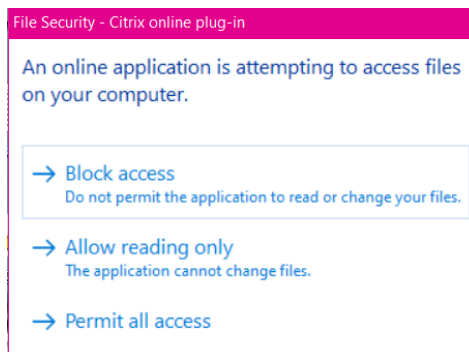 File Security - Citrix online plug-in
An online application is attempting to access files
on your computer.
→ Block access
Do not permit the application to read or change your files.
→ Allow reading only
The application cannot change files.
→ Permit all access